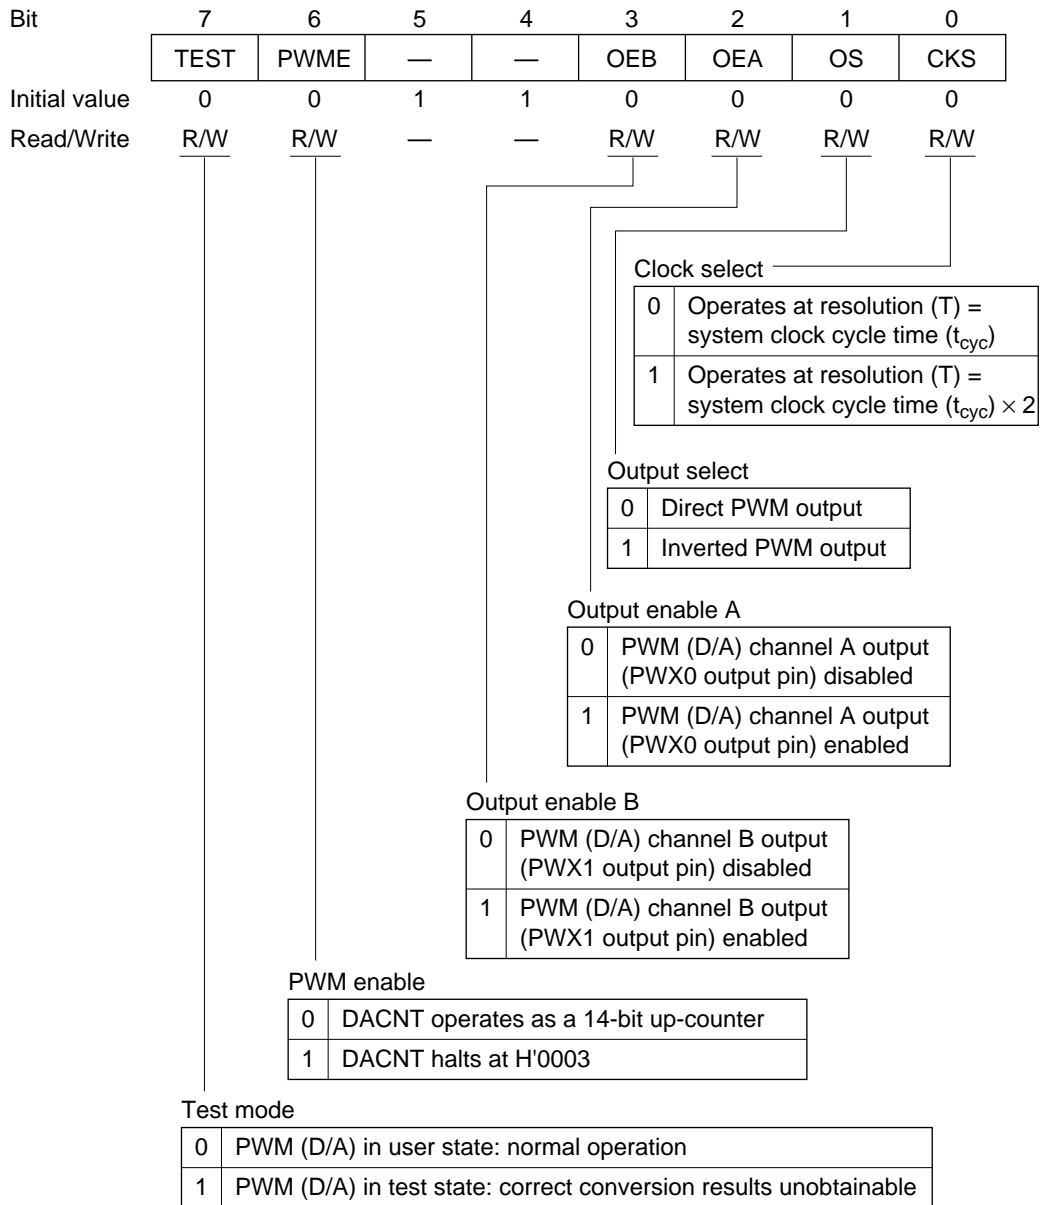 Bit 7 6 5 4 3 2 1 0
TEST PWME — — OEB OEA OS CKS
Initial value 0 0 1 1 0 0 0 0
Read/Write R/W R/W — — R/W R/W R/W R/W
Clock select
0 Operates at resolution (T) =
system clock cycle time (tcyc)
1 Operates at resolution (T) =
system clock cycle time (tcyc) × 2
Output select
0 Direct PWM output
1 Inverted PWM output
Output enable A
0 PWM (D/A) channel A output
(PWX0 output pin) disabled
1 PWM (D/A) channel A output
(PWX0 output pin) enabled
Output enable B
0 PWM (D/A) channel B output
(PWX1 output pin) disabled
1 PWM (D/A) channel B output
(PWX1 output pin) enabled
PWM enable
0 DACNT operates as a 14-bit up-counter
1 DACNT halts at H'0003
Test mode
0 PWM (D/A) in user state: normal operation
1 PWM (D/A) in test state: correct conversion results unobtainable